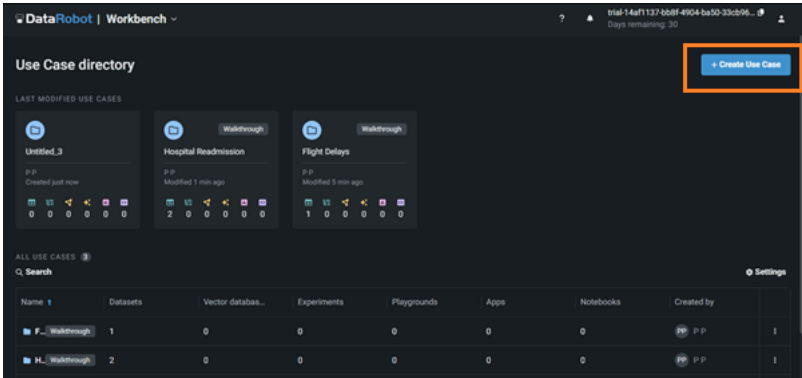 DataRobot | Workbench
?
trial-14af1137-bb8f-4904-ba50-33cb96...
Days remaining: 30
Use Case directory
+ Create Use Case
LAST MODIFIED USE CASES
Untitled_3
P P
Created just now
0 0 0 0 0 0
Walkthrough
Hospital Readmission
P P
Modified 1 min ago
2 0 0 0 0 0
Walkthrough
Flight Delays
P P
Modified 5 min ago
1 0 0 0 0 0
ALL USE CASES 3
Search
Settings
Name Datasets Vector databas... Experiments Playgrounds Apps Notebooks Created by
F... Walkthrough 1 0 0 0 0 0 PP P P
H... Walkthrough 2 0 0 0 0 0 PP P P